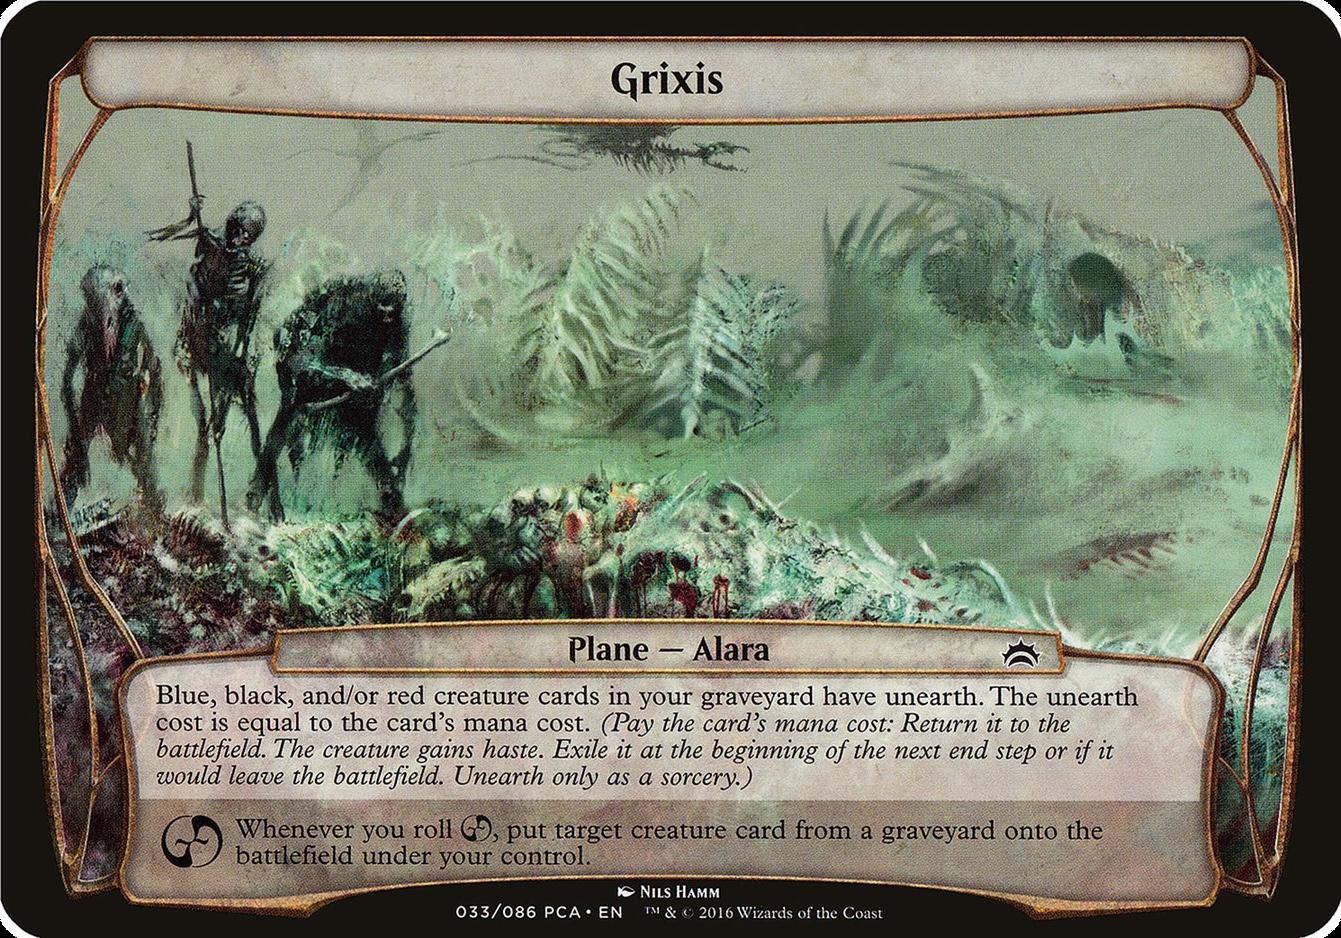 Grixis
Plane — Alara
Blue, black, and/or red creature cards in your graveyard have unearth. The unearth
cost is equal to the card's mana cost. (Pay the card's mana cost: Return it to the
battlefield. The creature gains haste. Exile it at the beginning of the next end step or if it
would leave the battlefield. Unearth only as a sorcery.)
Whenever you roll , put target creature card from a graveyard onto the
battlefield under your control.
Nils Hamm
033/086 PCA • EN ™ & © 2016 Wizards of the Coast